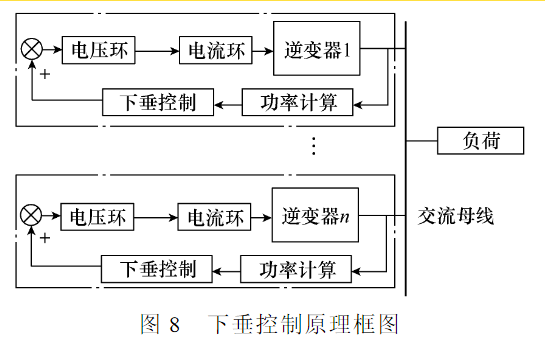 电压环 电流环 逆变器1
+
下垂控制 功率计算
⋮
负荷
电压环 电流环 逆变器n 交流母线
+
下垂控制 功率计算
图 8 下垂控制原理框图